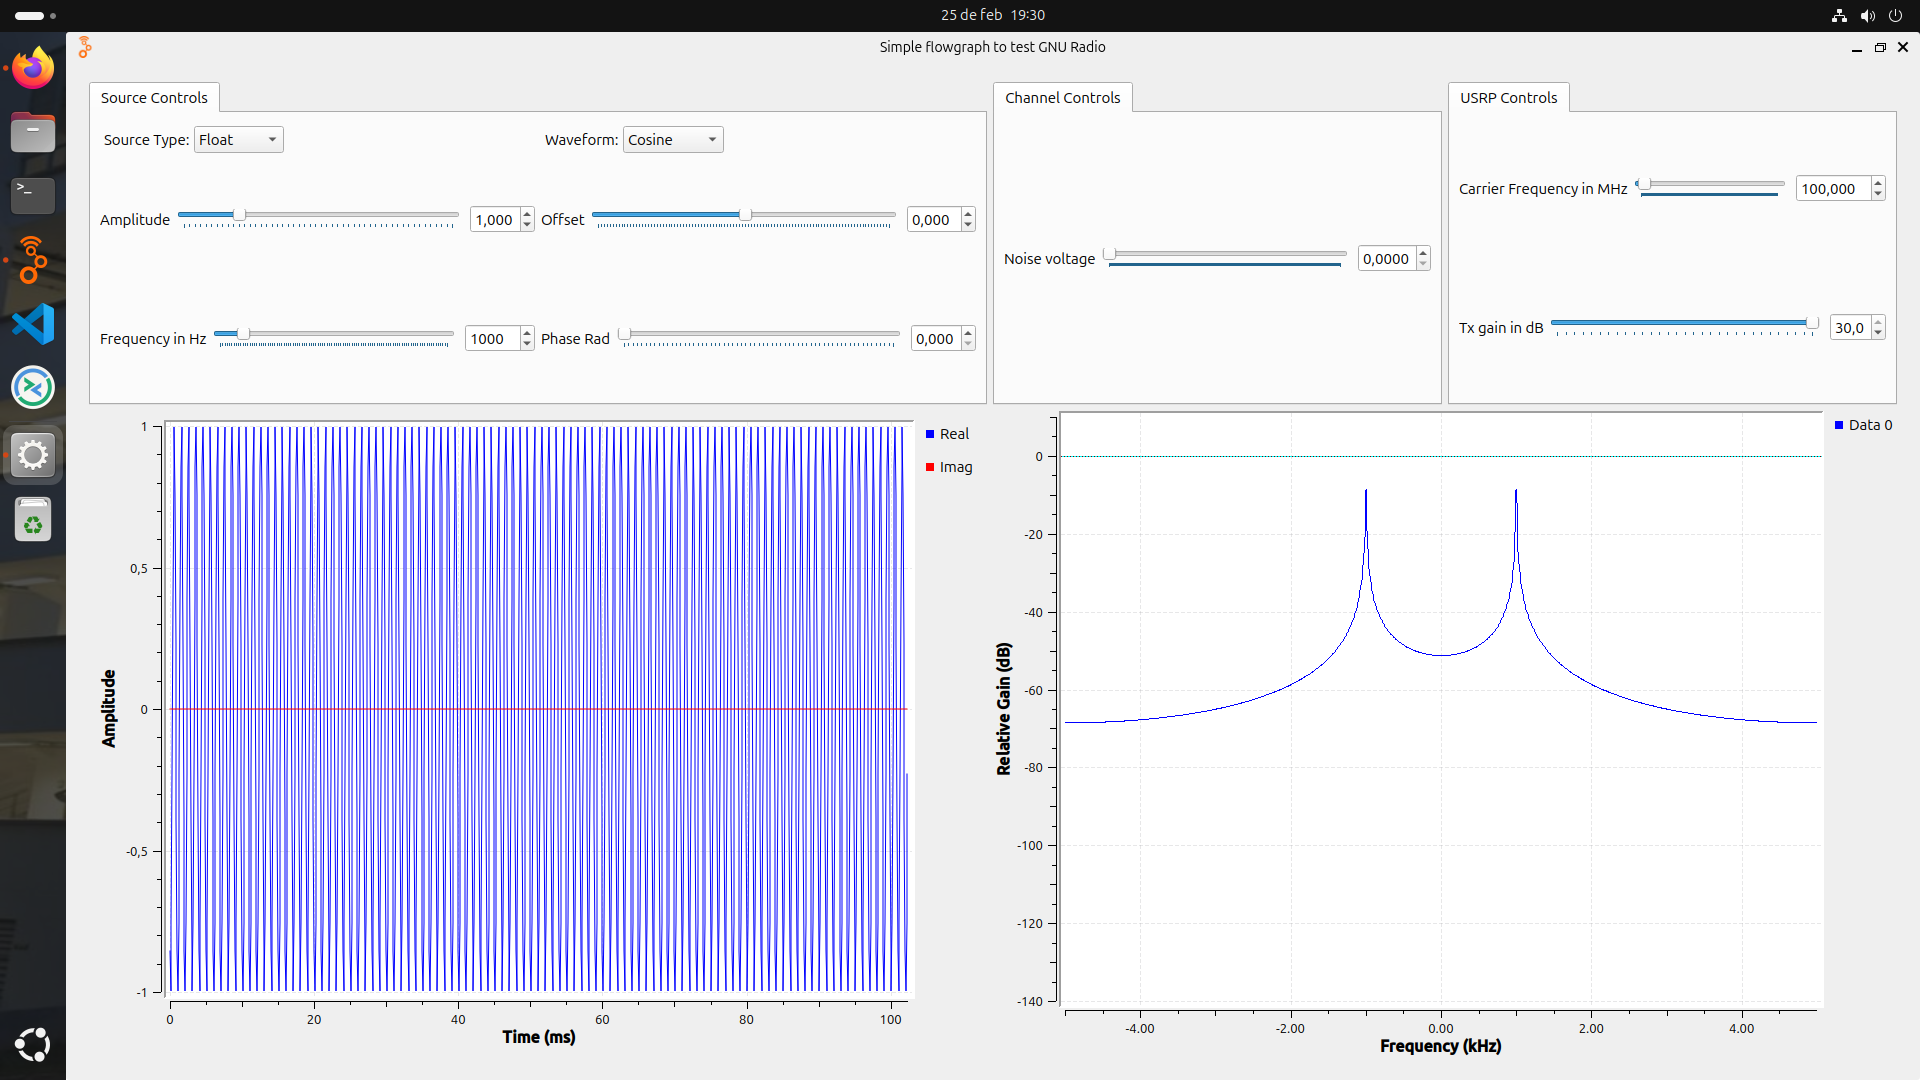 25 de feb 19:30
Simple flowgraph to test GNU Radio
Source Controls
Channel Controls
USRP Controls
Source Type: Float
Waveform: Cosine
Carrier Frequency in MHz 100,000
Amplitude 1,000
Offset 0,000
Noise voltage 0,0000
Tx gain in dB 30,0
Frequency in Hz 1000
Phase Rad 0,000
1
0,5
0
-0,5
-1
Amplitude
0 20 40 60 80 100
Time (ms)
Real
Imag
0
-20
-40
-60
-80
-100
-120
-140
Relative Gain (dB)
-4.00 -2.00 0.00 2.00 4.00
Frequency (kHz)
Data 0
>_